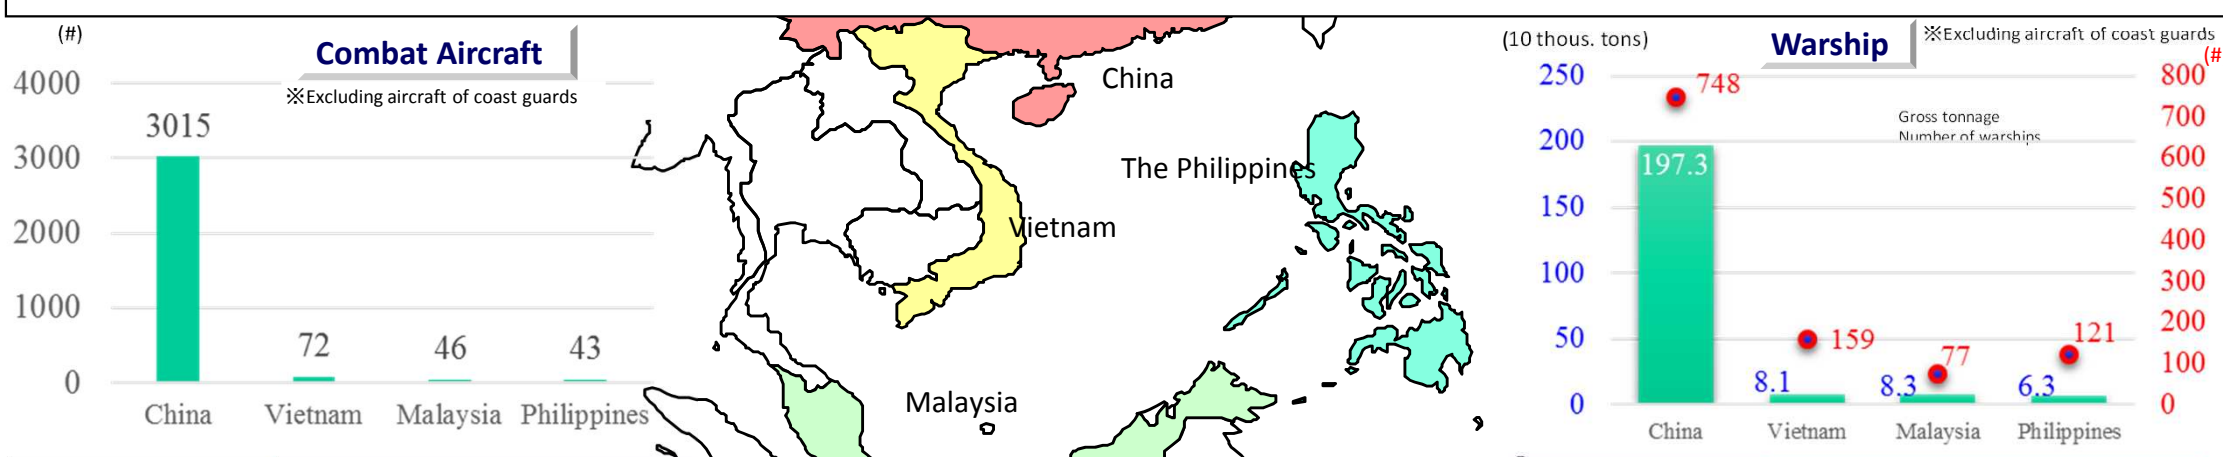 (#)
Combat Aircraft
※Excluding aircraft of coast guards
4000
3000
2000
1000
0
3015
72
46
43
China
Vietnam
Malaysia
Philippines
China
The Philippines
Vietnam
Malaysia
(10 thous. tons)
Warship
※Excluding aircraft of coast guards
(#
250
200
150
100
50
0
Gross tonnage
Number of warships
748
197.3
159
8.1
77
8.3
121
6.3
800
700
600
500
400
300
200
100
0
China
Vietnam
Malaysia
Philippines